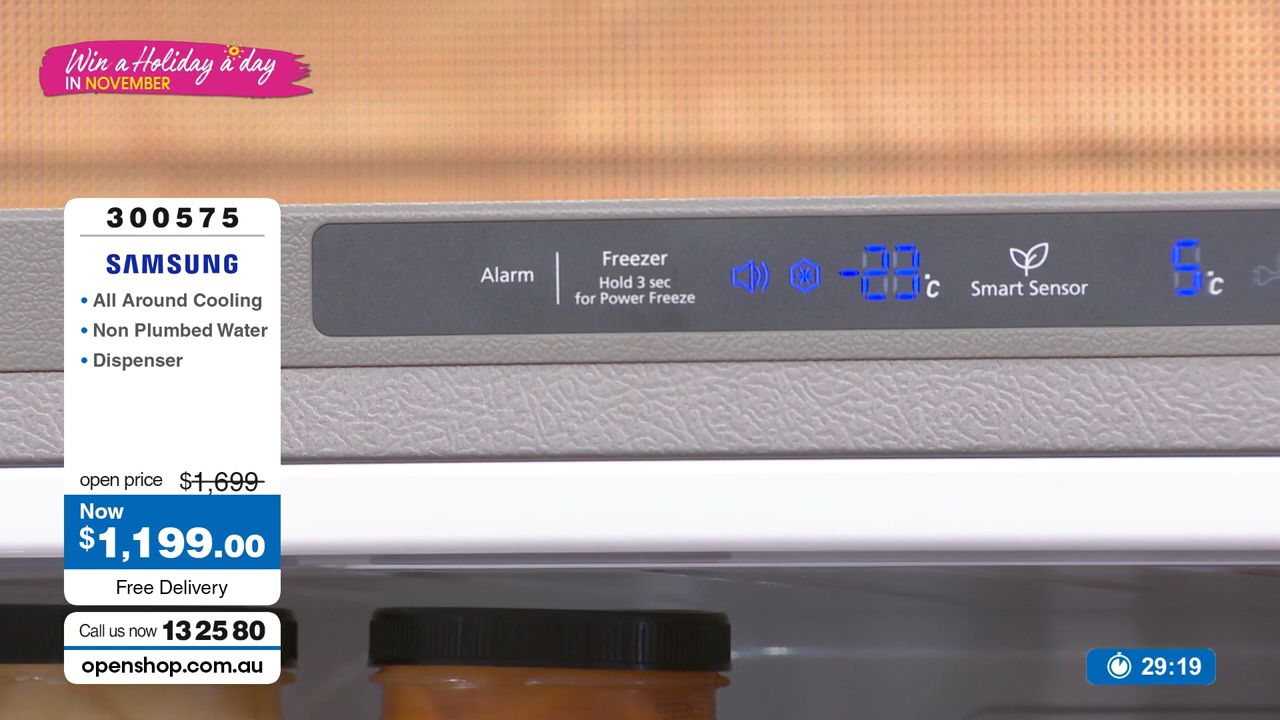 Win a Holiday a day
IN NOVEMBER
300575
SAMSUNG
• All Around Cooling
• Non Plumbed Water
• Dispenser
open price $1,699
Now
$1,199.00
Free Delivery
Call us now 13 25 80
openshop.com.au
Alarm
Freezer
Hold 3 sec
for Power Freeze
-23°C
Smart Sensor
5°C
29:19